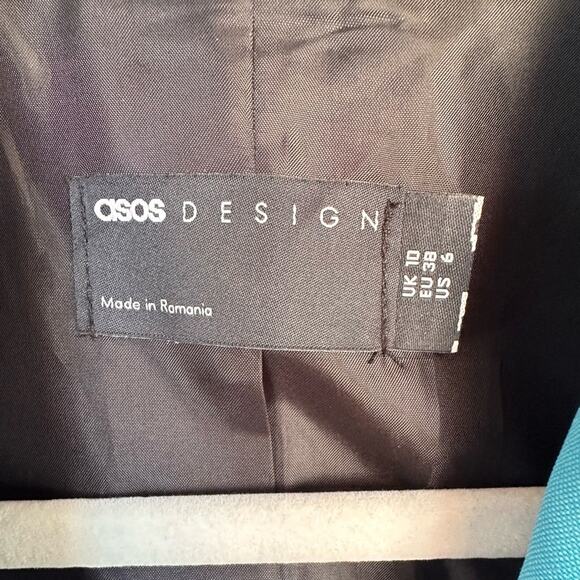 asos DESIGN
Made in Romania
UK 10
EU 38
US 6